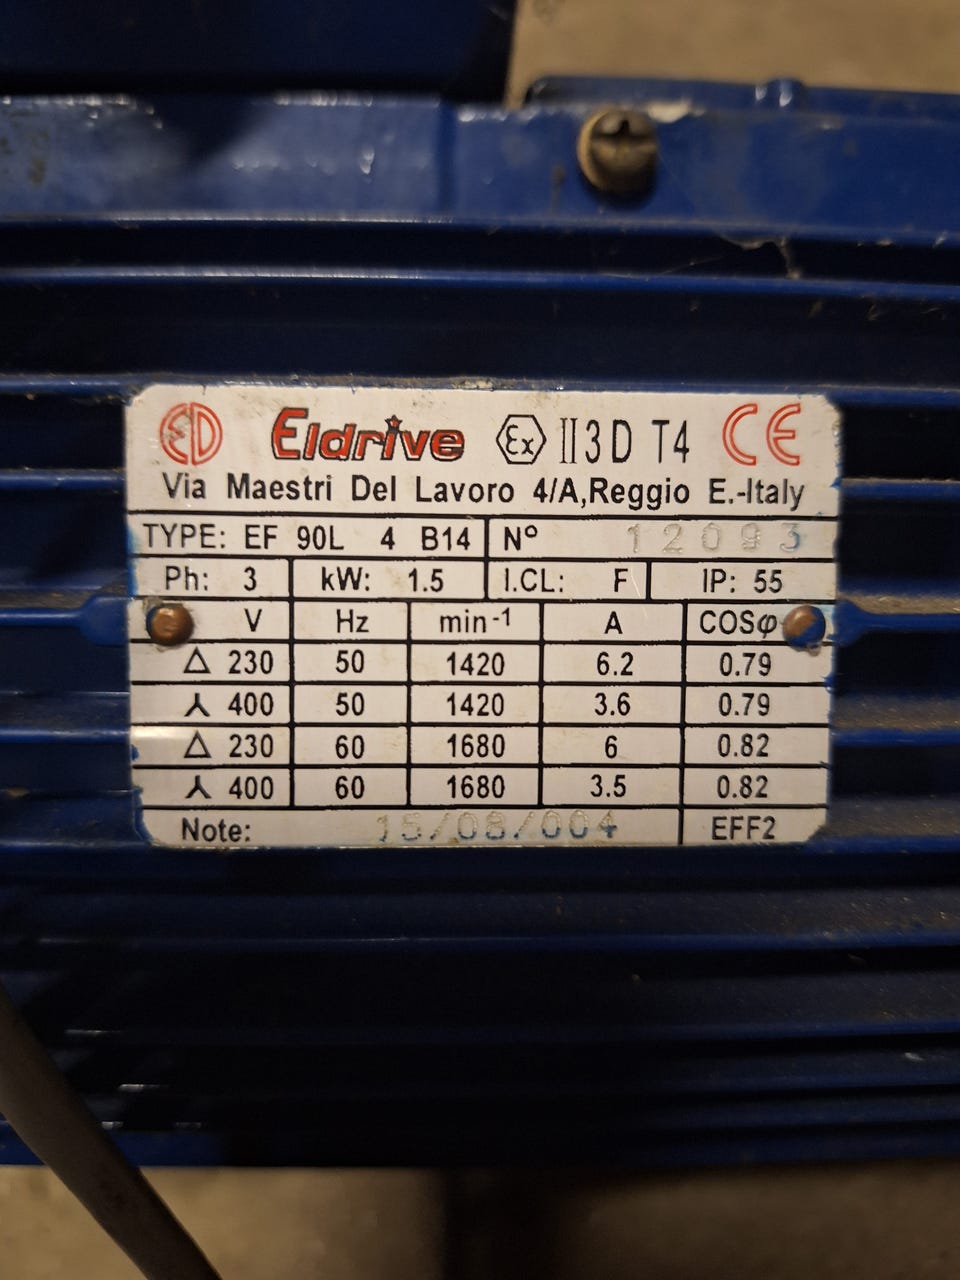 ED Eldrive Ex II3D T4 CE
Via Maestri Del Lavoro 4/A,Reggio E.-Italy
TYPE: EF 90L 4 B14 Nº 12093
Ph: 3 kW: 1.5 I.CL: F IP: 55
V Hz min-1 A COSφ
△ 230 50 1420 6.2 0.79
⅄ 400 50 1420 3.6 0.79
△ 230 60 1680 6 0.82
⅄ 400 60 1680 3.5 0.82
Note: 15/08/004 EFF2